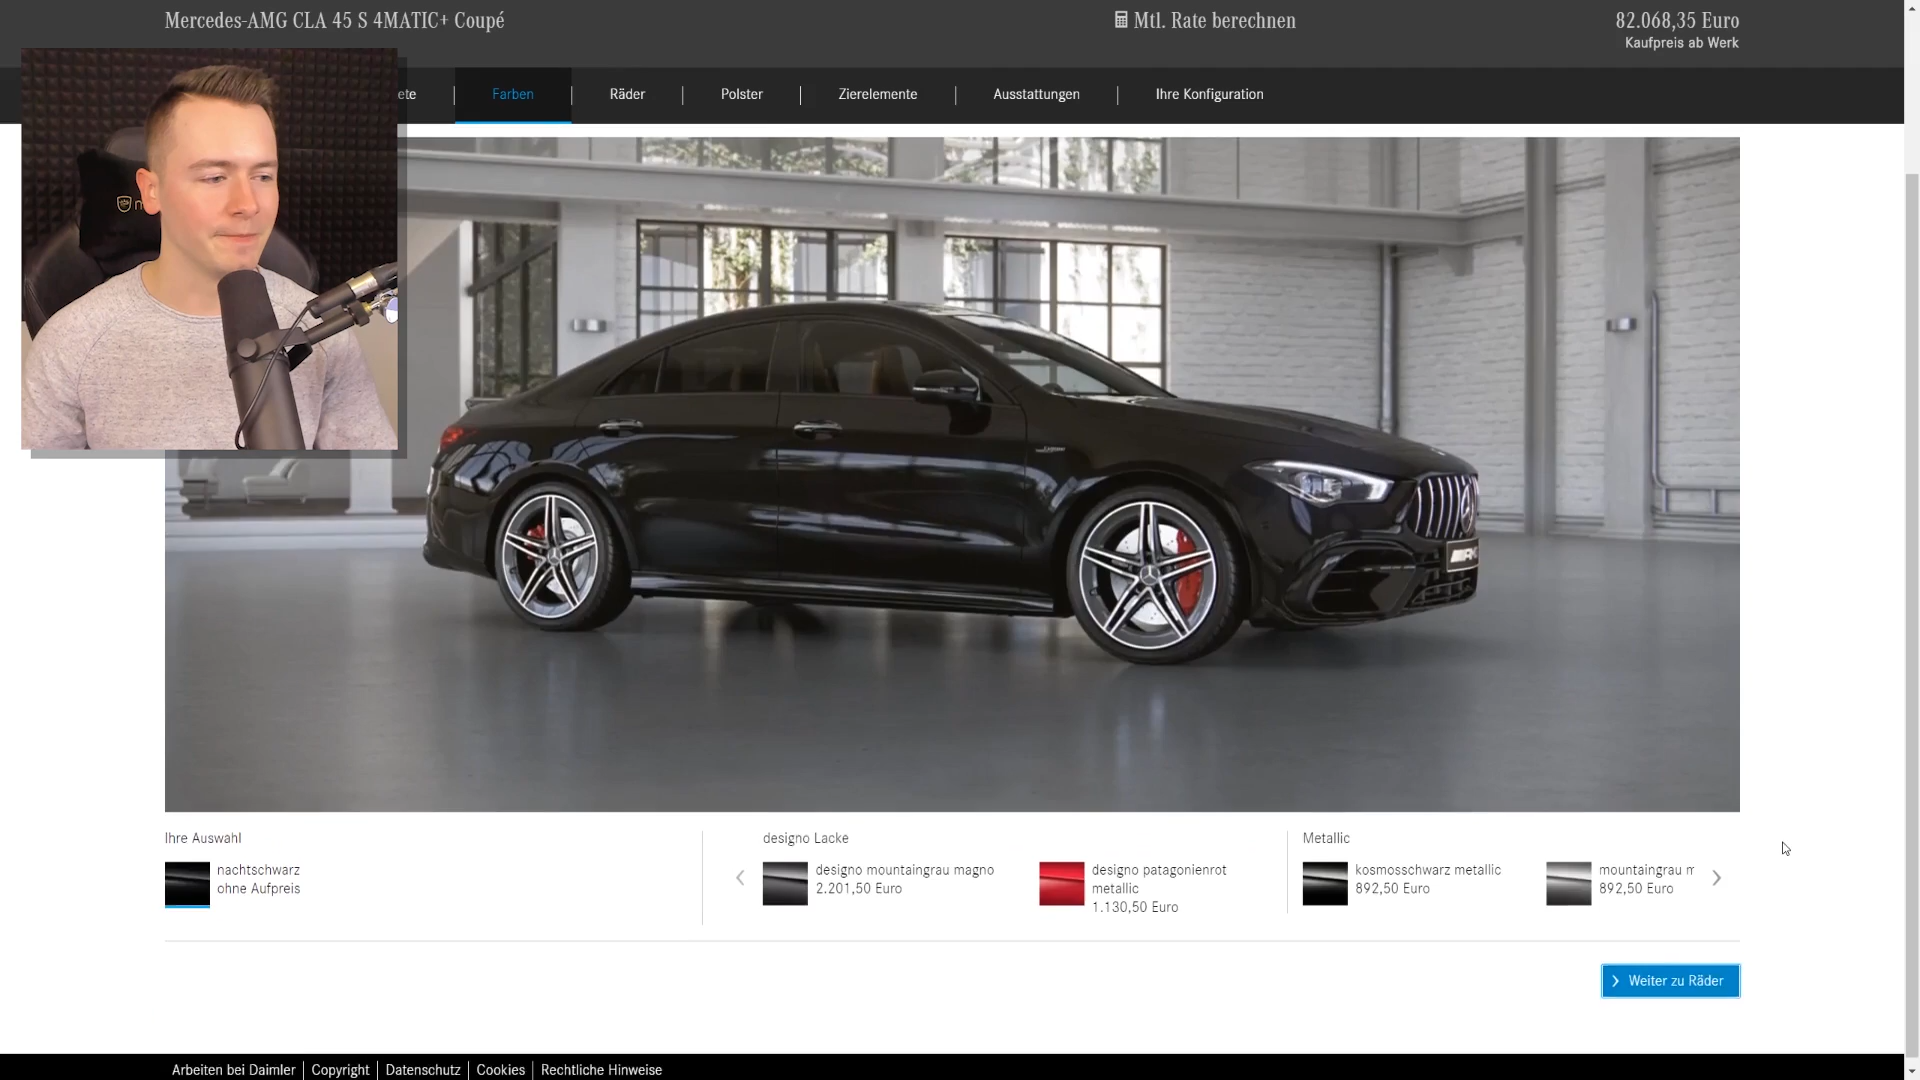 Mercedes-AMG CLA 45 S 4MATIC+ Coupé
Mtl. Rate berechnen
82.068,35 Euro
Kaufpreis ab Werk
ete
Farben
Räder
Polster
Zierelemente
Ausstattungen
Ihre Konfiguration
AMG
Ihre Auswahl
nachtschwarz
ohne Aufpreis
designo Lacke
designo mountaingrau magno
2.201,50 Euro
designo patagonienrot
metallic
1.130,50 Euro
Metallic
kosmosschwarz metallic
892,50 Euro
mountaingrau m
892,50 Euro
Weiter zu Räder
Arbeiten bei Daimler
Copyright
Datenschutz
Cookies
Rechtliche Hinweise